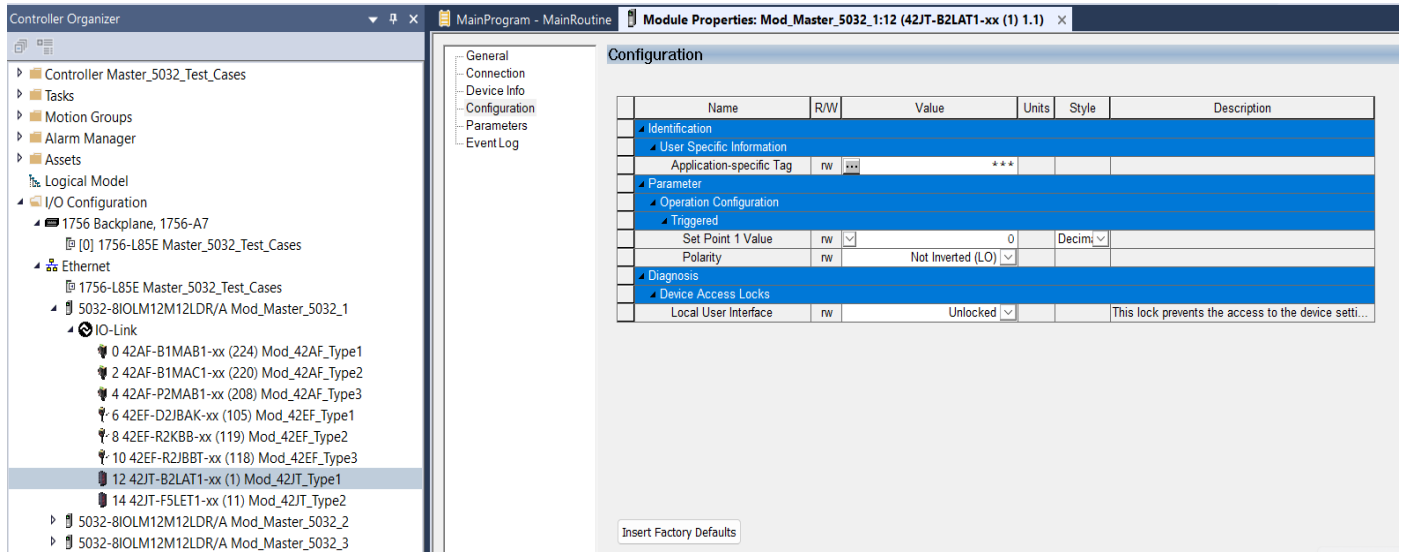 Controller Organizer
Controller Master_5032_Test_Cases
Tasks
Motion Groups
Alarm Manager
Assets
Logical Model
I/O Configuration
1756 Backplane, 1756-A7
[0] 1756-L85E Master_5032_Test_Cases
Ethernet
1756-L85E Master_5032_Test_Cases
5032-8IOLM12M12LDR/A Mod_Master_5032_1
IO-Link
0 42AF-B1MAB1-xx (224) Mod_42AF_Type1
2 42AF-B1MAC1-xx (220) Mod_42AF_Type2
4 42AF-P2MAB1-xx (208) Mod_42AF_Type3
6 42EF-D2JBAK-xx (105) Mod_42EF_Type1
8 42EF-R2KBB-xx (119) Mod_42EF_Type2
10 42EF-R2JBBT-xx (118) Mod_42EF_Type3
12 42JT-B2LAT1-xx (1) Mod_42JT_Type1
14 42JT-F5LET1-xx (11) Mod_42JT_Type2
5032-8IOLM12M12LDR/A Mod_Master_5032_2
5032-8IOLM12M12LDR/A Mod_Master_5032_3
MainProgram - MainRoutine
Module Properties: Mod_Master_5032_1:12 (42JT-B2LAT1-xx (1) 1.1)
General
Connection
Device Info
Configuration
Parameters
Event Log
Configuration
Name R/W Value Units Style Description
Identification
User Specific Information
Application-specific Tag rw ... ***
Parameter
Operation Configuration
Triggered
Set Point 1 Value rw 0 Decima
Polarity rw Not Inverted (LO)
Diagnosis
Device Access Locks
Local User Interface rw Unlocked This lock prevents the access to the device setti...
Insert Factory Defaults